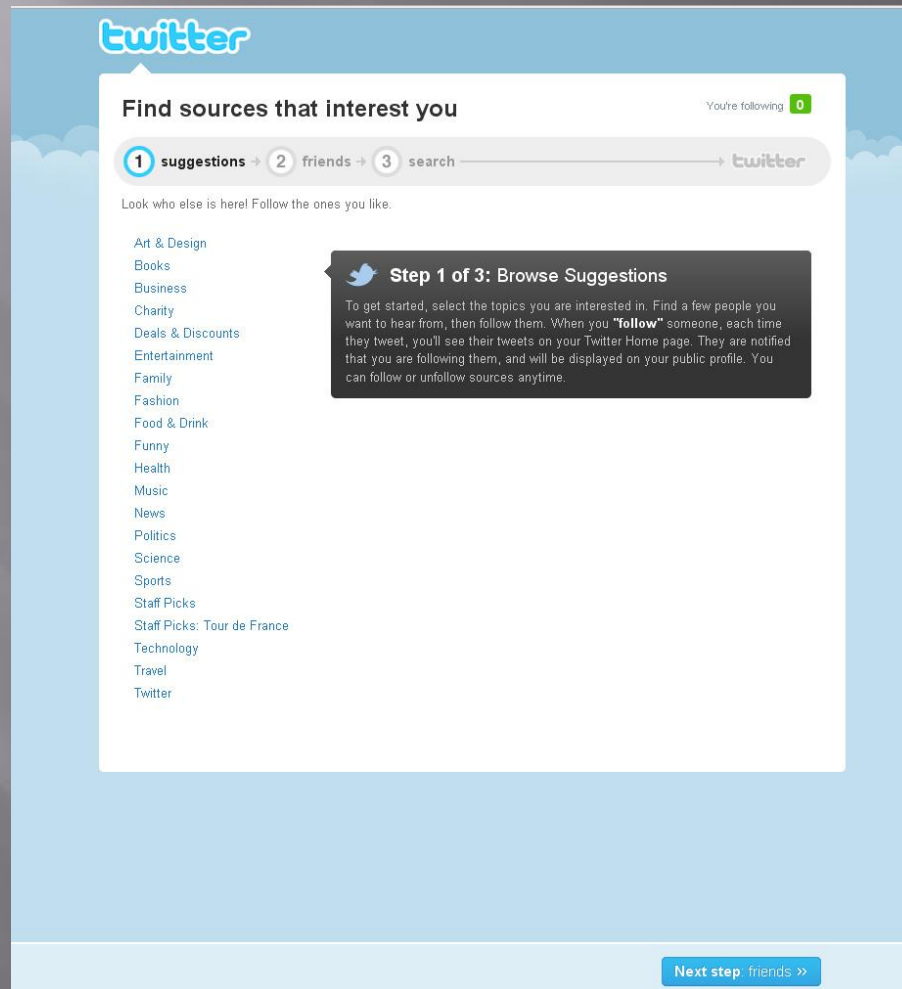 twitter
Find sources that interest you
You're following 0
1 suggestions → 2 friends → 3 search → twitter
Look who else is here! Follow the ones you like.
Art & Design
Books
Business
Charity
Deals & Discounts
Entertainment
Family
Fashion
Food & Drink
Funny
Health
Music
News
Politics
Science
Sports
Staff Picks
Staff Picks: Tour de France
Technology
Travel
Twitter
Step 1 of 3: Browse Suggestions
To get started, select the topics you are interested in. Find a few people you
want to hear from, then follow them. When you "follow" someone, each time
they tweet, you'll see their tweets on your Twitter Home page. They are notified
that you are following them, and will be displayed on your public profile. You
can follow or unfollow sources anytime.
Next step: friends »